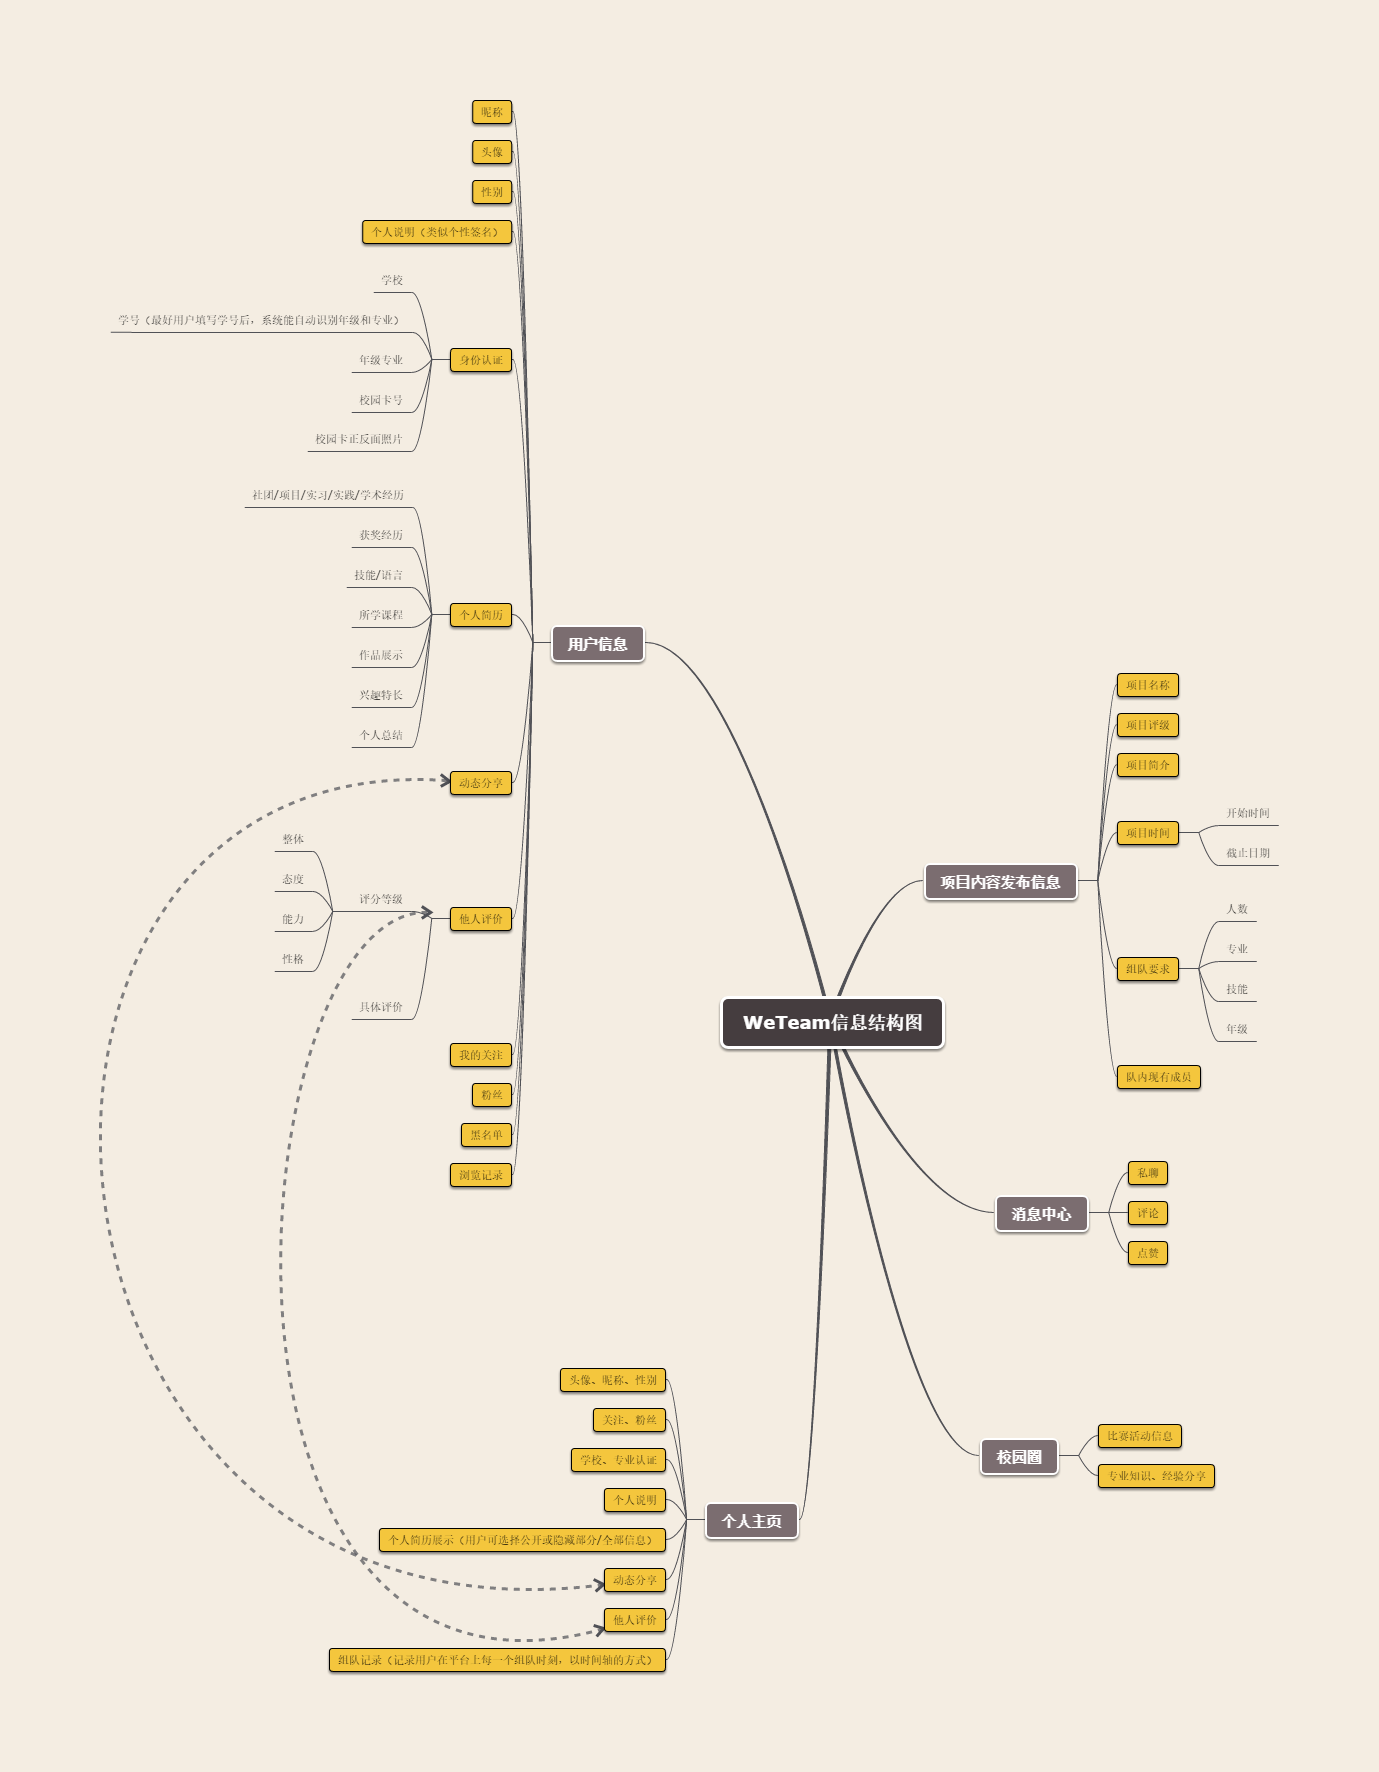 WeTeam信息结构图
用户信息
昵称
头像
性别
个人说明（类似个性签名）
身份认证
学校
学号（最好用户填写学号后，系统能自动识别年级和专业）
年级专业
校园卡号
校园卡正反面照片
个人简历
社团/项目/实习/实践/学术经历
获奖经历
技能/语言
所学课程
作品展示
兴趣特长
个人总结
动态分享
他人评价
评分等级
整体
态度
能力
性格
具体评价
我的关注
粉丝
黑名单
浏览记录
项目内容发布信息
项目名称
项目评级
项目简介
项目时间
开始时间
截止日期
组队要求
人数
专业
技能
年级
队内现有成员
消息中心
私聊
评论
点赞
校园圈
比赛活动信息
专业知识、经验分享
个人主页
头像、昵称、性别
关注、粉丝
学校、专业认证
个人说明
个人简历展示（用户可选择公开或隐藏部分/全部信息）
动态分享
他人评价
组队记录（记录用户在平台上每一个组队时刻，以时间轴的方式）